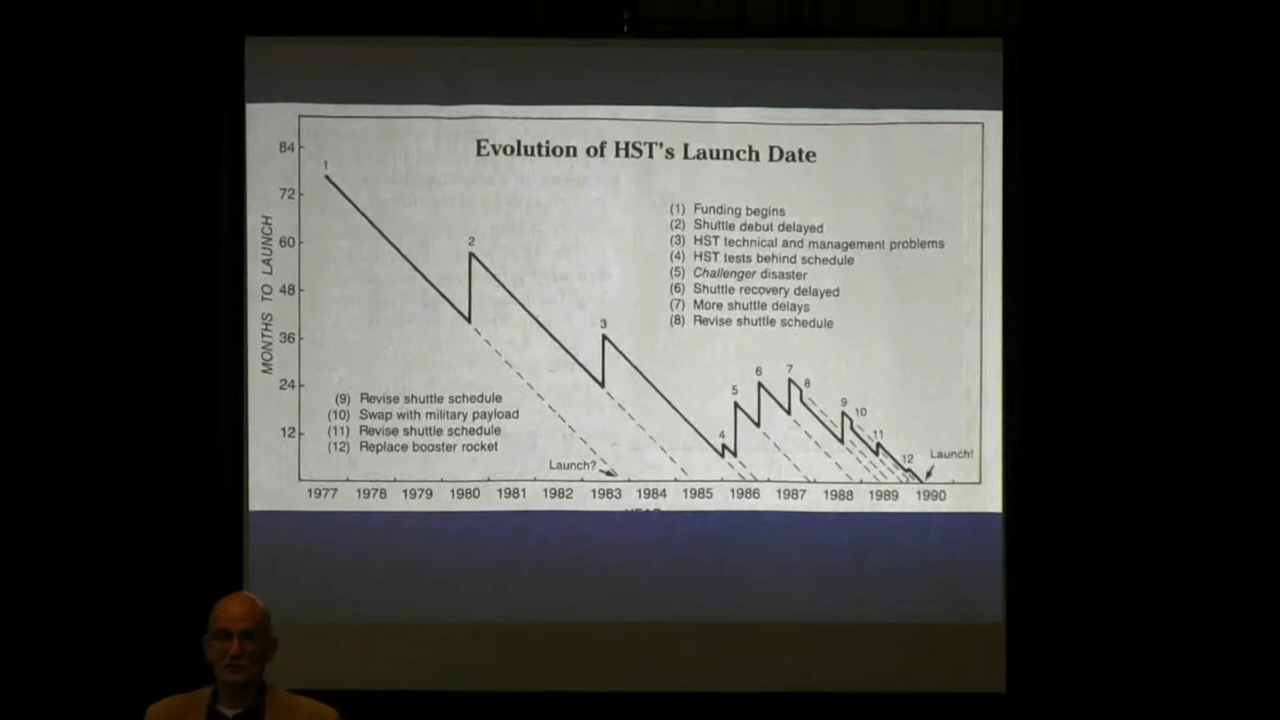 Evolution of HST's Launch Date
84
72
60
48
36
24
12
MONTHS TO LAUNCH
1
2
3
4
5
6
7
8
9
10
11
12
(1) Funding begins
(2) Shuttle debut delayed
(3) HST technical and management problems
(4) HST tests behind schedule
(5) Challenger disaster
(6) Shuttle recovery delayed
(7) More shuttle delays
(8) Revise shuttle schedule
(9) Revise shuttle schedule
(10) Swap with military payload
(11) Revise shuttle schedule
(12) Replace booster rocket
Launch?
Launch!
1977 1978 1979 1980 1981 1982 1983 1984 1985 1986 1987 1988 1989 1990